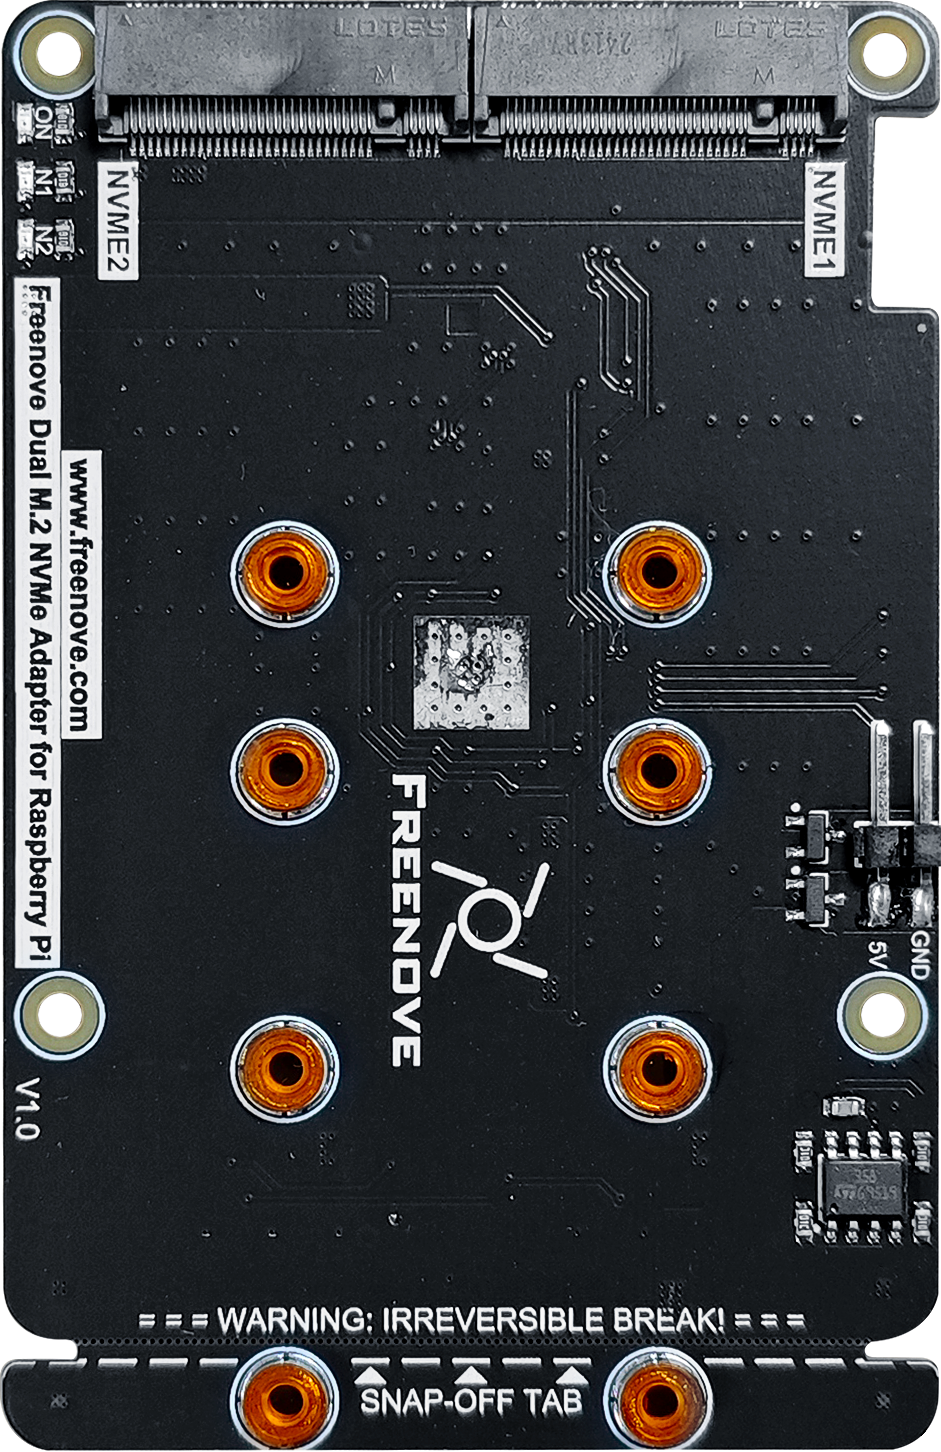 LOTES
LOTES
2413R7
M
M
ON
N1
N2
NVME2
NVME1
Freenove Dual M.2 NVMe Adapter for Raspberry Pi
www.freenove.com
FREENOVE
5V
GND
V1.0
=== WARNING: IRREVERSIBLE BREAK! ===
SNAP-OFF TAB